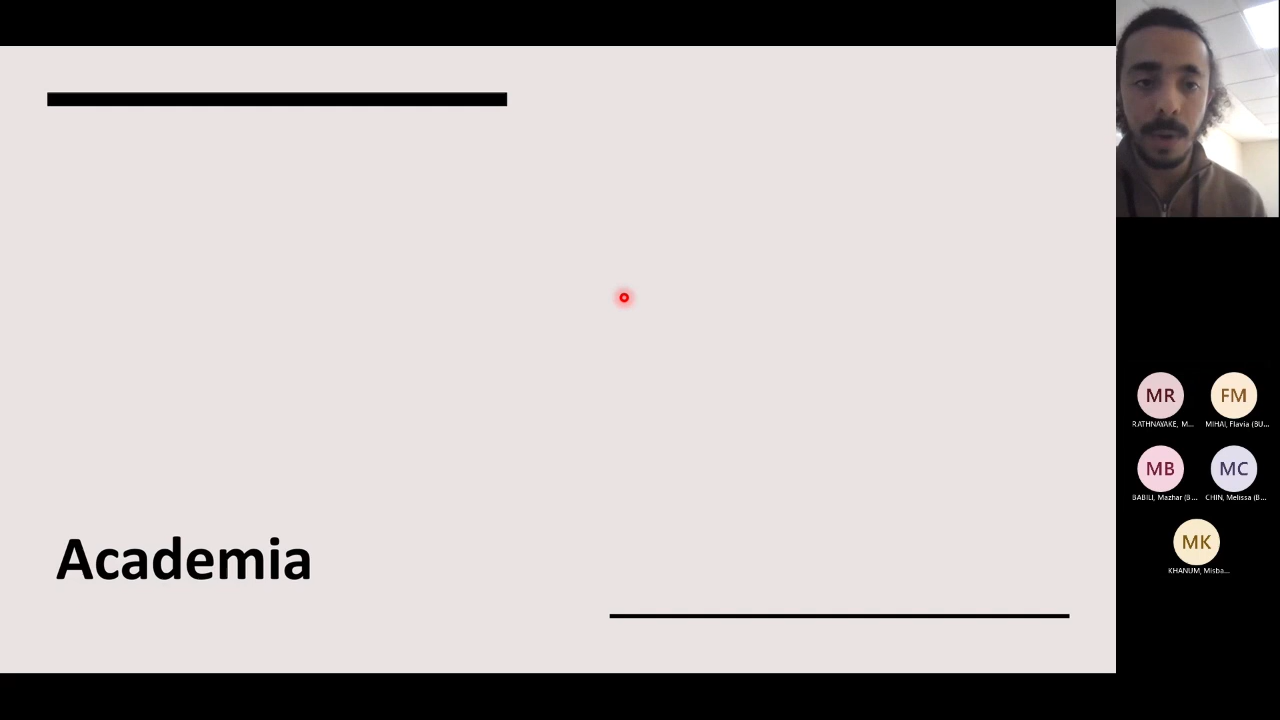 Academia
MR
FM
RATHNAYAKE, M...
MIHAI, Flavia (BU...
MB
MC
BABILI, Mazhar (B...
CHIN, Melissa (B...
MK
KHANUM, Misba...